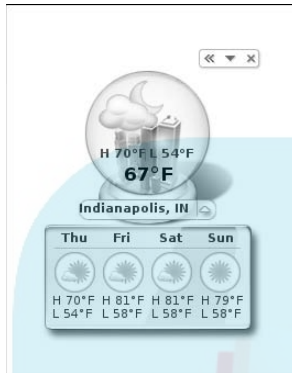 H 70°F L 54°F
67°F
Indianapolis, IN
Thu Fri Sat Sun
H 70°F H 81°F H 81°F H 79°F
L 54°F L 58°F L 58°F L 58°F